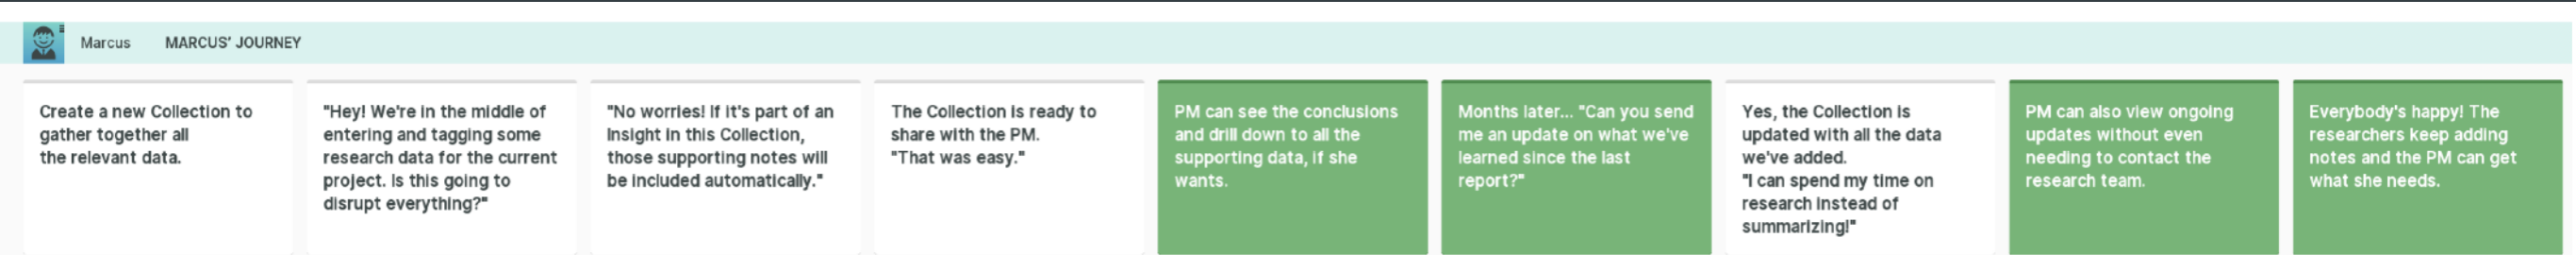 Marcus MARCUS' JOURNEY
Create a new Collection to
gather together all
the relevant data.
"Hey! We're in the middle of
entering and tagging some
research data for the current
project. Is this going to
disrupt everything?"
"No worries! If it's part of an
Insight in this Collection,
those supporting notes will
be included automatically."
The Collection is ready to
share with the PM.
"That was easy."
PM can see the conclusions
and drill down to all the
supporting data, if she
wants.
Months later... "Can you send
me an update on what we've
learned since the last
report?"
Yes, the Collection is
updated with all the data
we've added.
"I can spend my time on
research instead of
summarizing!"
PM can also view ongoing
updates without even
needing to contact the
research team.
Everybody's happy! The
researchers keep adding
notes and the PM can get
what she needs.